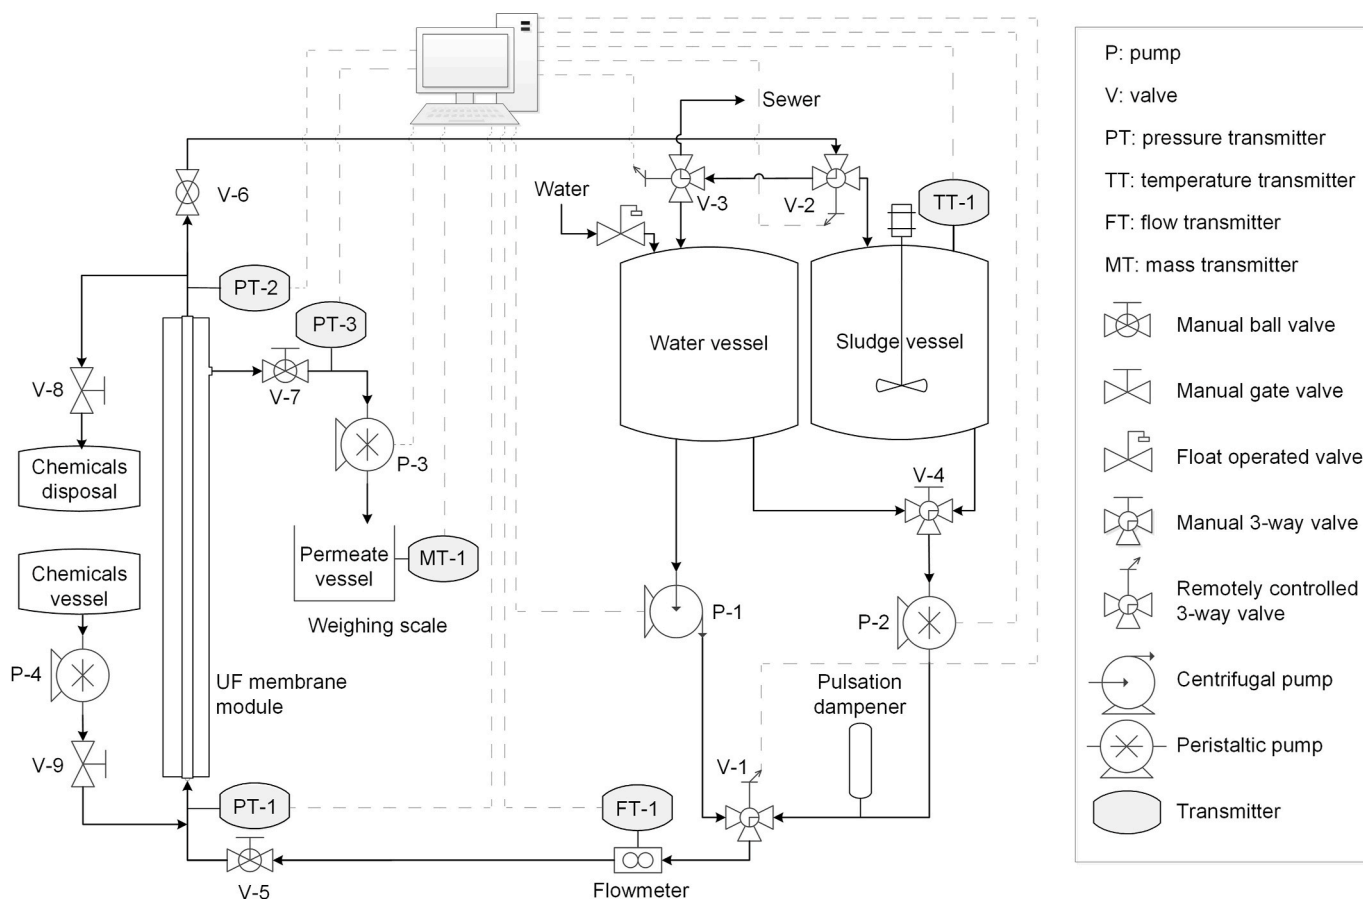 Sewer
V-6
Water
V-3
V-2
TT-1
PT-2
PT-3
Water vessel
Sludge vessel
V-8
V-7
P-3
Chemicals
disposal
V-4
Permeate
vessel
MT-1
Chemicals
vessel
Weighing scale
P-1
P-2
P-4
UF membrane
module
Pulsation
dampener
V-9
V-1
PT-1
FT-1
V-5
Flowmeter
P: pump
V: valve
PT: pressure transmitter
TT: temperature transmitter
FT: flow transmitter
MT: mass transmitter
Manual ball valve
Manual gate valve
Float operated valve
Manual 3-way valve
Remotely controlled
3-way valve
Centrifugal pump
Peristaltic pump
Transmitter